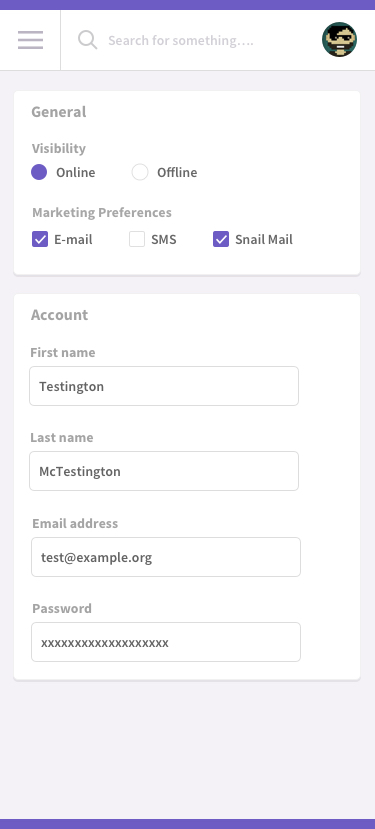 Search for something....
General
Visibility
Online Offline
Marketing Preferences
E-mail SMS Snail Mail
Account
First name
Testington
Last name
McTestington
Email address
test@example.org
Password
xxxxxxxxxxxxxxxxxxx